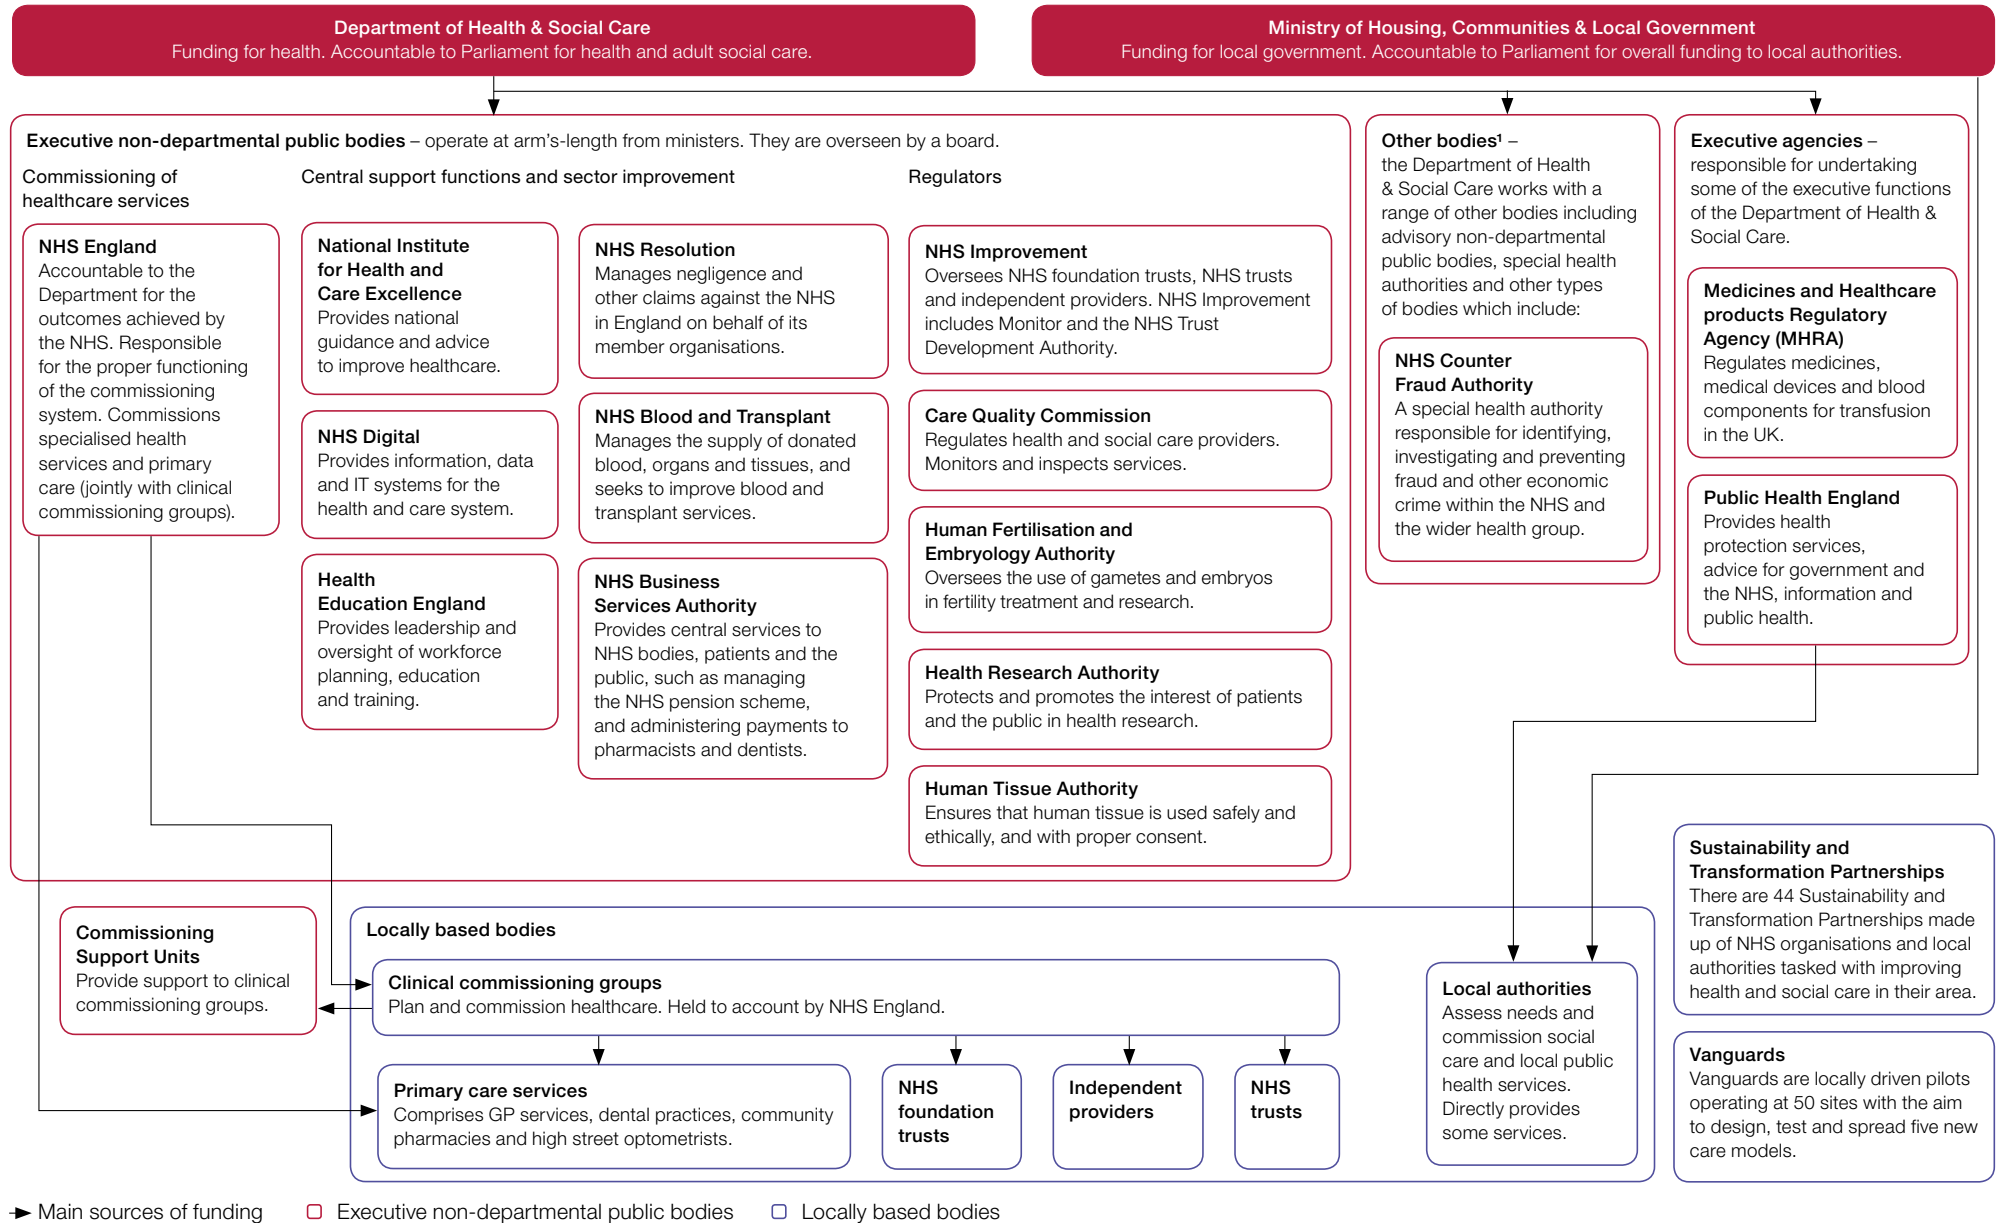 Department of Health & Social Care
Funding for health. Accountable to Parliament for health and adult social care.
Ministry of Housing, Communities & Local Government
Funding for local government. Accountable to Parliament for overall funding to local authorities.
Executive non-departmental public bodies – operate at arm's-length from ministers. They are overseen by a board.
Commissioning of
healthcare services
NHS England
Accountable to the
Department for the
outcomes achieved by
the NHS. Responsible
for the proper functioning
of the commissioning
system. Commissions
specialised health
services and primary
care (jointly with clinical
commissioning groups).
Central support functions and sector improvement
National Institute
for Health and
Care Excellence
Provides national
guidance and advice
to improve healthcare.
NHS Digital
Provides information, data
and IT systems for the
health and care system.
Health
Education England
Provides leadership and
oversight of workforce
planning, education
and training.
NHS Resolution
Manages negligence and
other claims against the NHS
in England on behalf of its
member organisations.
NHS Blood and Transplant
Manages the supply of donated
blood, organs and tissues, and
seeks to improve blood and
transplant services.
NHS Business
Services Authority
Provides central services to
NHS bodies, patients and the
public, such as managing
the NHS pension scheme,
and administering payments to
pharmacists and dentists.
Regulators
NHS Improvement
Oversees NHS foundation trusts, NHS trusts
and independent providers. NHS Improvement
includes Monitor and the NHS Trust
Development Authority.
Care Quality Commission
Regulates health and social care providers.
Monitors and inspects services.
Human Fertilisation and
Embryology Authority
Oversees the use of gametes and embryos
in fertility treatment and research.
Health Research Authority
Protects and promotes the interest of patients
and the public in health research.
Human Tissue Authority
Ensures that human tissue is used safely and
ethically, and with proper consent.
Other bodies¹ –
the Department of Health
& Social Care works with a
range of other bodies including
advisory non-departmental
public bodies, special health
authorities and other types
of bodies which include:
NHS Counter
Fraud Authority
A special health authority
responsible for identifying,
investigating and preventing
fraud and other economic
crime within the NHS and
the wider health group.
Executive agencies –
responsible for undertaking
some of the executive functions
of the Department of Health &
Social Care.
Medicines and Healthcare
products Regulatory
Agency (MHRA)
Regulates medicines,
medical devices and blood
components for transfusion
in the UK.
Public Health England
Provides health
protection services,
advice for government and
the NHS, information and
public health.
Commissioning
Support Units
Provide support to clinical
commissioning groups.
Locally based bodies
Clinical commissioning groups
Plan and commission healthcare. Held to account by NHS England.
Primary care services
Comprises GP services, dental practices, community
pharmacies and high street optometrists.
NHS
foundation
trusts
Independent
providers
NHS
trusts
Local authorities
Assess needs and
commission social
care and local public
health services.
Directly provides
some services.
Sustainability and
Transformation Partnerships
There are 44 Sustainability and
Transformation Partnerships made
up of NHS organisations and local
authorities tasked with improving
health and social care in their area.
Vanguards
Vanguards are locally driven pilots
operating at 50 sites with the aim
to design, test and spread five new
care models.
Main sources of funding
Executive non-departmental public bodies
Locally based bodies